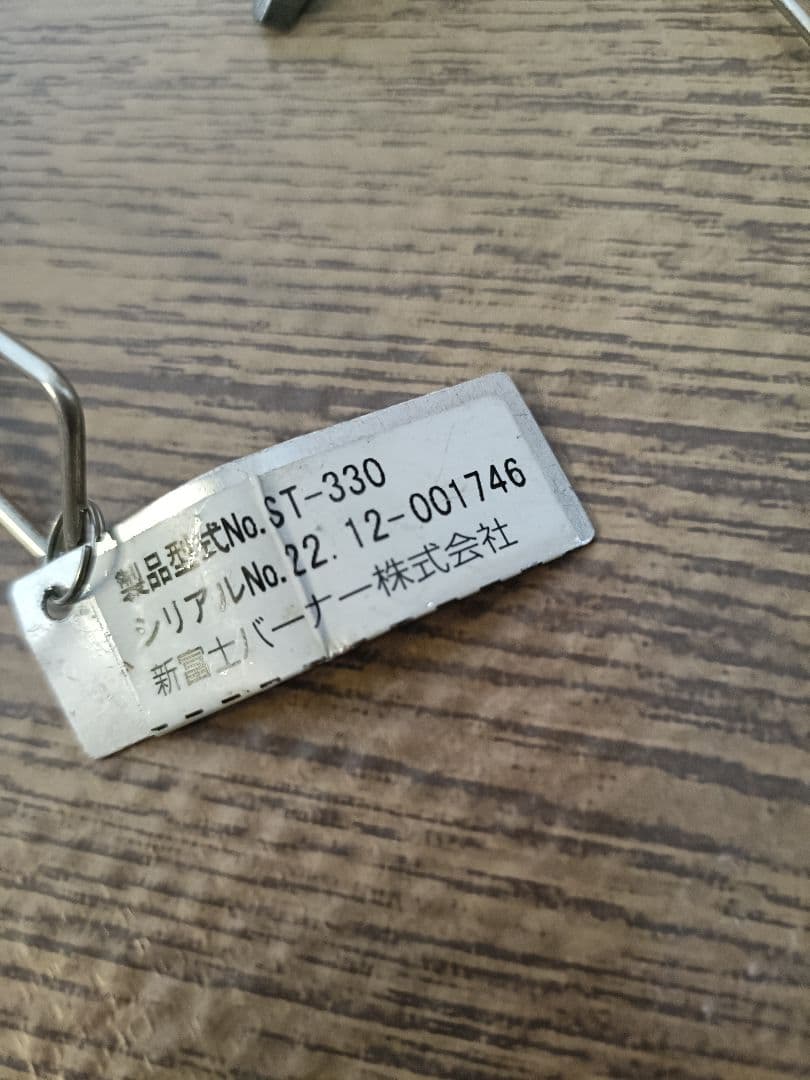 製品型式No.ST-330
シリアルNo.22.12-001746
新富士バーナー株式会社